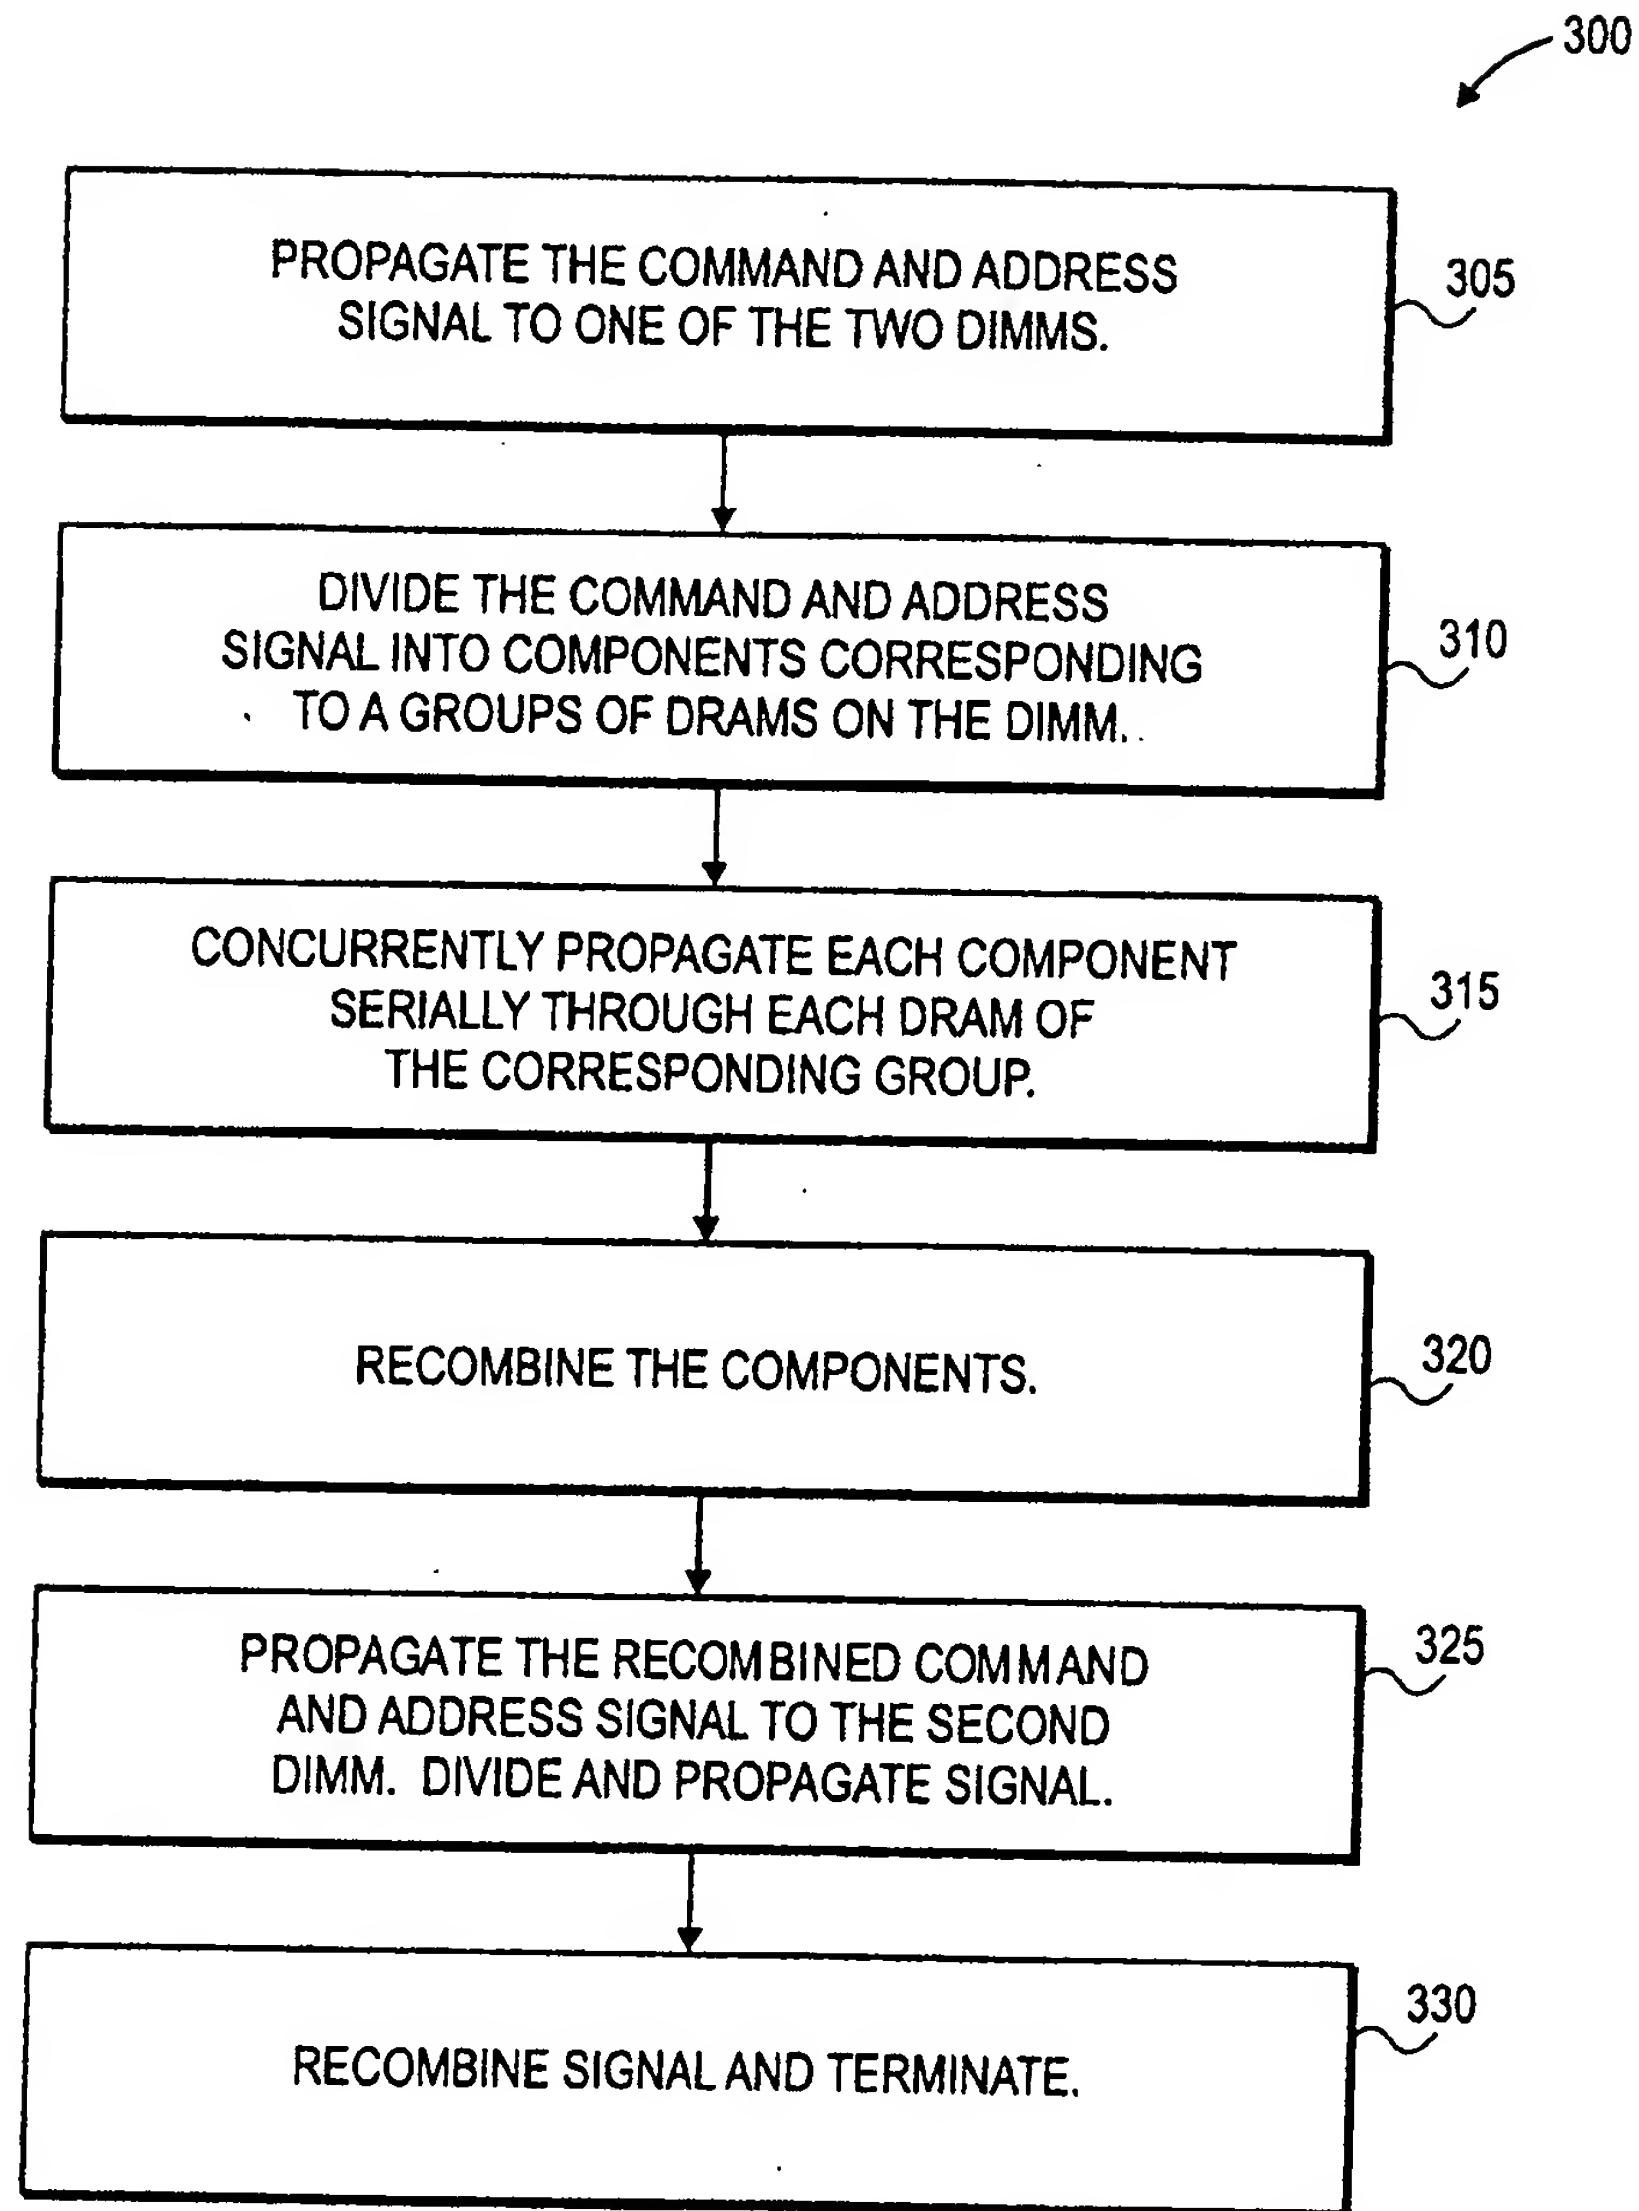 300
PROPAGATE THE COMMAND AND ADDRESS
SIGNAL TO ONE OF THE TWO DIMMS.
305
DIVIDE THE COMMAND AND ADDRESS
SIGNAL INTO COMPONENTS CORRESPONDING
TO A GROUPS OF DRAMS ON THE DIMM.
310
CONCURRENTLY PROPAGATE EACH COMPONENT
SERIALLY THROUGH EACH DRAM OF
THE CORRESPONDING GROUP.
315
RECOMBINE THE COMPONENTS.
320
PROPAGATE THE RECOMBINED COMMAND
AND ADDRESS SIGNAL TO THE SECOND
DIMM. DIVIDE AND PROPAGATE SIGNAL.
325
RECOMBINE SIGNAL AND TERMINATE.
330